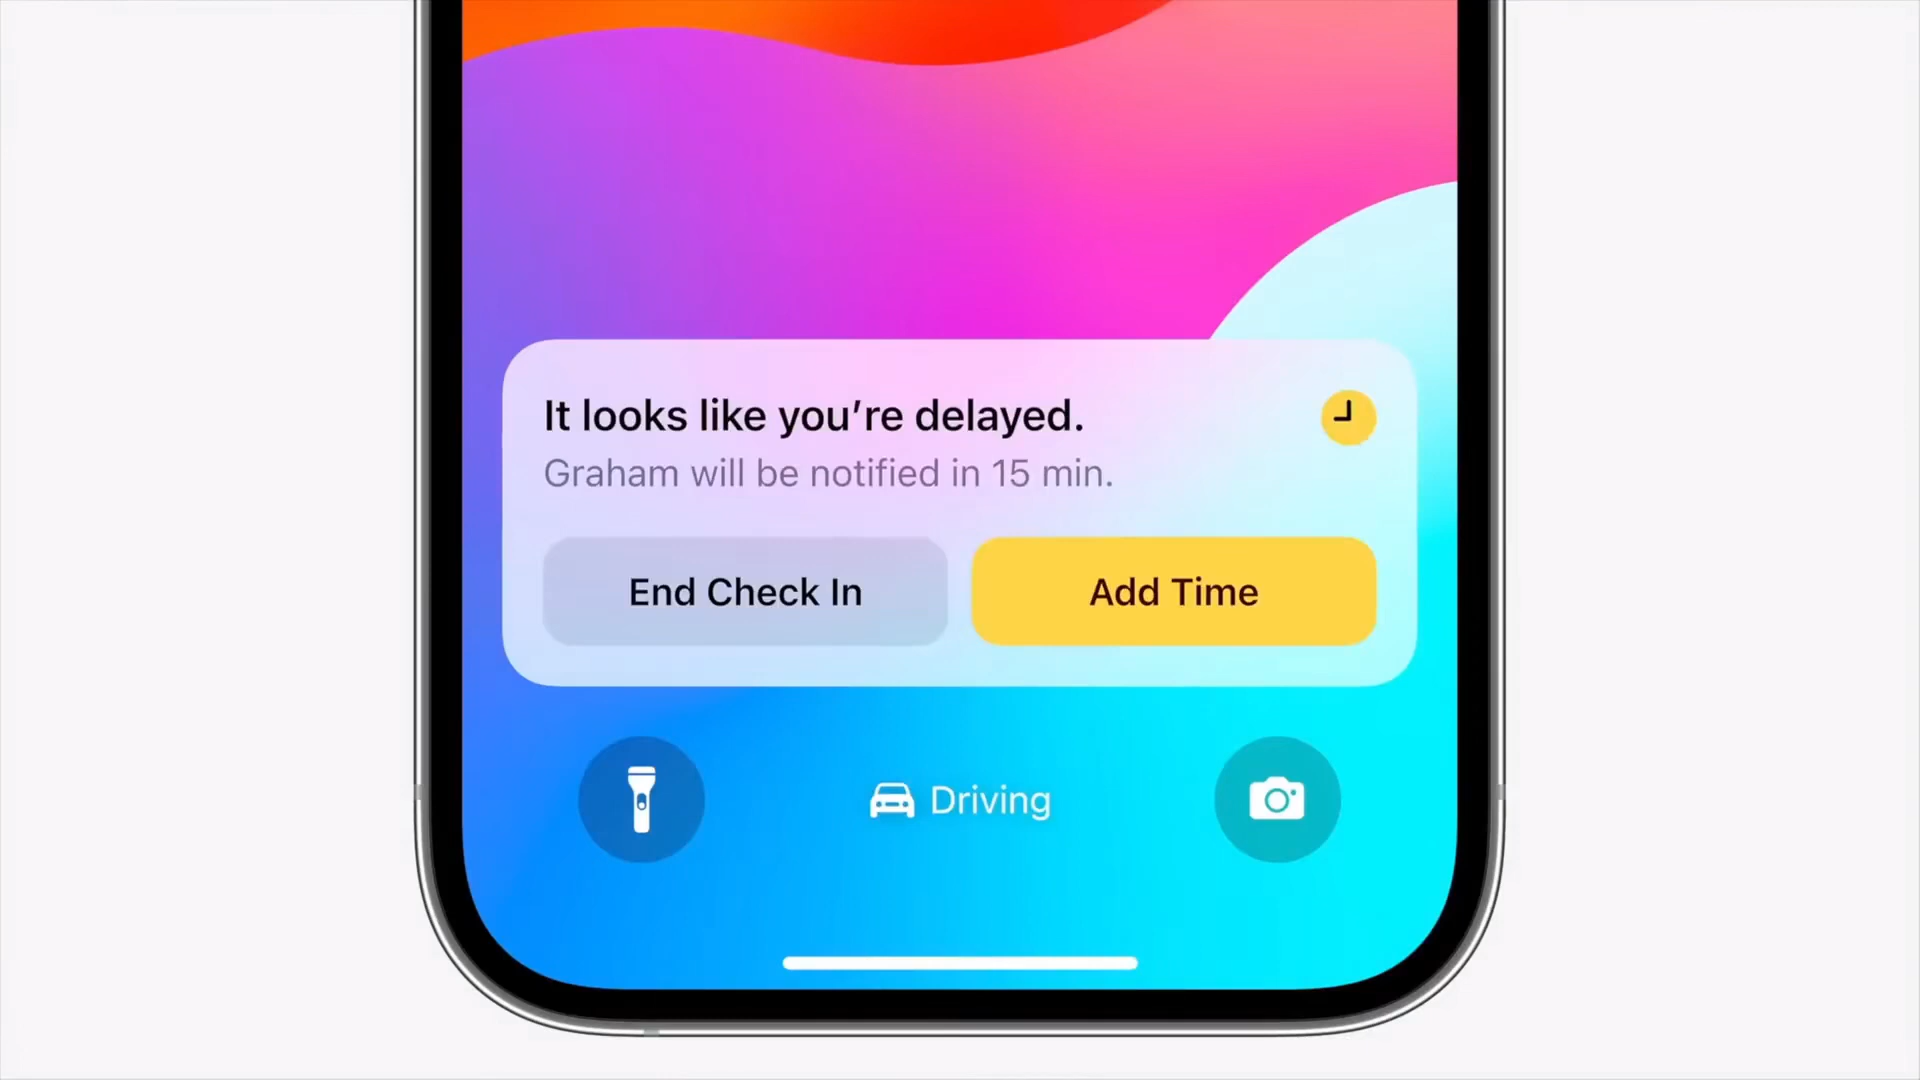 It looks like you’re delayed.
Graham will be notified in 15 min.
End Check In
Add Time
Driving